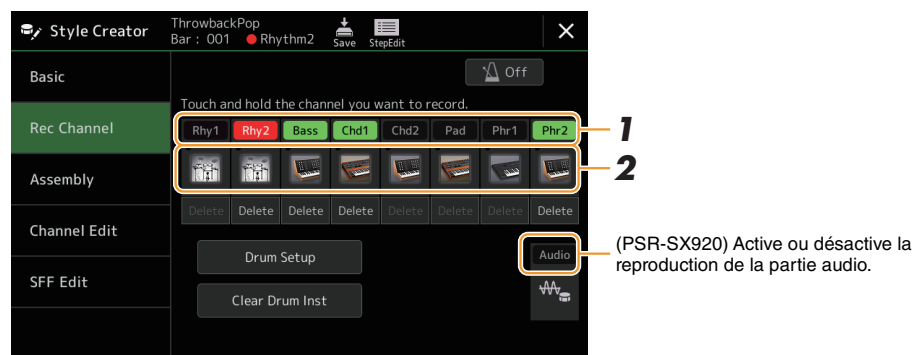 Style Creator
ThrowbackPop
Bar : 001 Rhythm2
Save
StepEdit
Basic
Off
Touch and hold the channel you want to record.
Rec Channel
Rhy1 Rhy2 Bass Chd1 Chd2 Pad Phr1 Phr2
1
2
Assembly
Delete Delete Delete Delete Delete Delete Delete Delete
Channel Edit
Drum Setup
Audio
(PSR-SX920) Active ou désactive la
reproduction de la partie audio.
SFF Edit
Clear Drum Inst